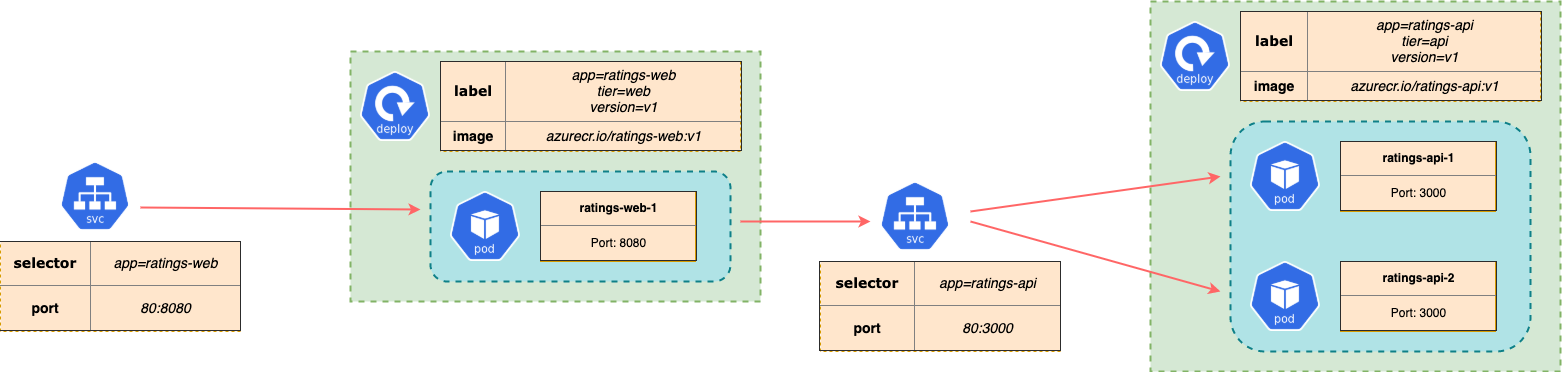 svc
selector app=ratings-web
port 80:8080
deploy
label
app=ratings-web
tier=web
version=v1
image azurecr.io/ratings-web:v1
pod
ratings-web-1
Port: 8080
svc
selector app=ratings-api
port 80:3000
deploy
label
app=ratings-api
tier=api
version=v1
image azurecr.io/ratings-api:v1
pod
ratings-api-1
Port: 3000
pod
ratings-api-2
Port: 3000